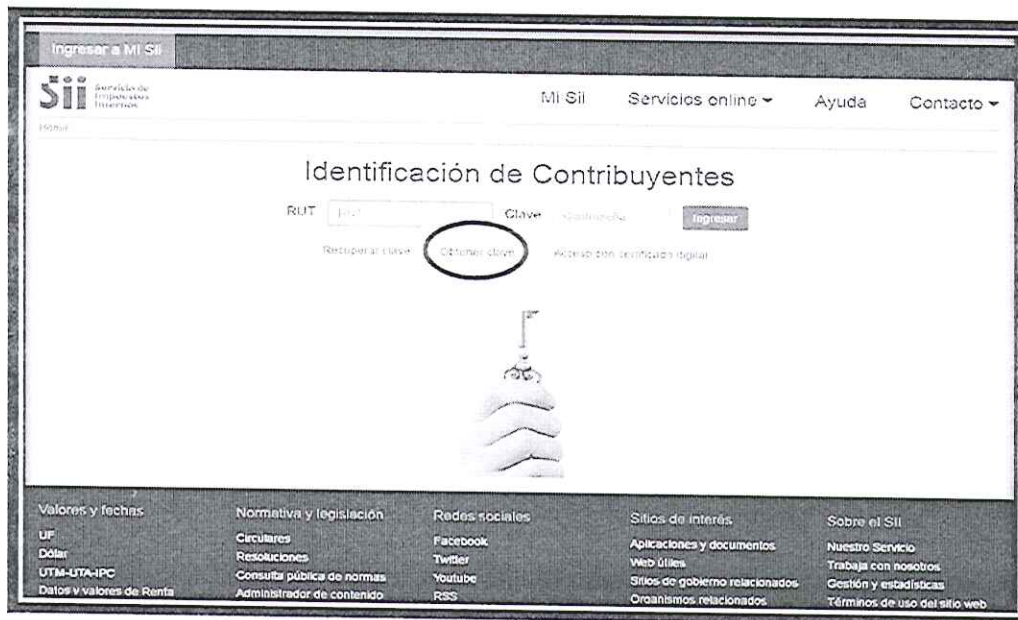 Ingresar a Mi Sii
Sii Servicio de Impuestos Internos
Mi Sii Servicios online Ayuda Contacto
Home
Identificación de Contribuyentes
RUT Clave Contraseña Ingresar
Recuperar clave Obtener clave Acceso con certificado digital
Valores y fechas
UF
Dólar
UTM-UTA-IPC
Datos y valores de Renta
Normativa y legislación
Circulares
Resoluciones
Consulta pública de normas
Administrador de contenido
Redes sociales
Facebook
Twitter
Youtube
RSS
Sitios de interés
Aplicaciones y documentos
Web útiles
Sitios de gobierno relacionados
Organismos relacionados
Sobre el SII
Nuestro Servicio
Trabaja con nosotros
Gestión y estadísticas
Términos de uso del sitio web